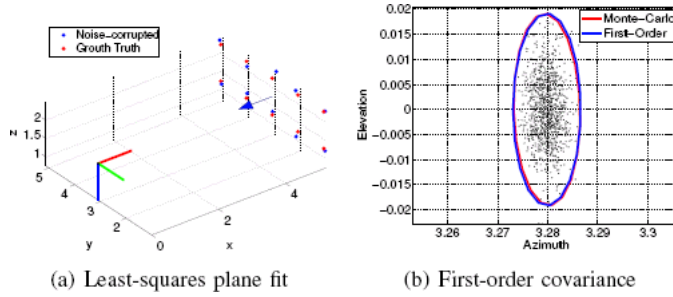 Noise-corrupted
Grouth Truth
z
2
1.5
1
5
4
3
2
0
2
4
y
x
(a) Least-squares plane fit
Monte-Carlo
First-Order
Elevation
0.02
0.015
0.01
0.005
0
−0.005
−0.01
−0.015
−0.02
3.26
3.27
3.28
3.29
3.3
Azimuth
(b) First-order covariance